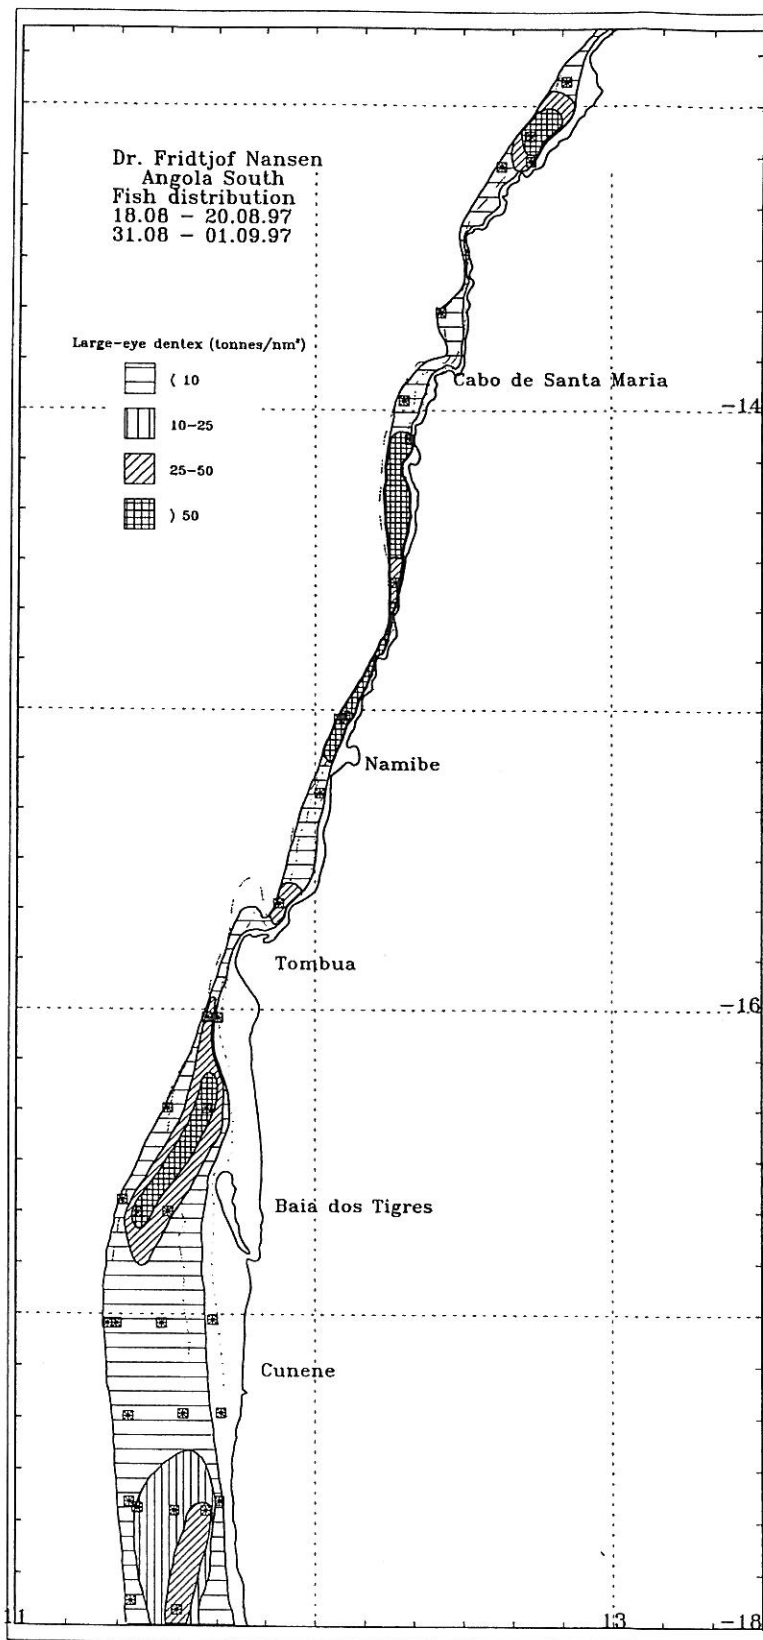 Dr. Fridtjof Nansen
Angola South
Fish distribution
18.08 - 20.08.97
31.08 - 01.09.97
Large-eye dentex (tonnes/nm²)
⟨ 10
10-25
25-50
⟩ 50
Cabo de Santa Maria
-14
Namibe
Tombua
-16
Baia dos Tigres
Cunene
11
13
-18